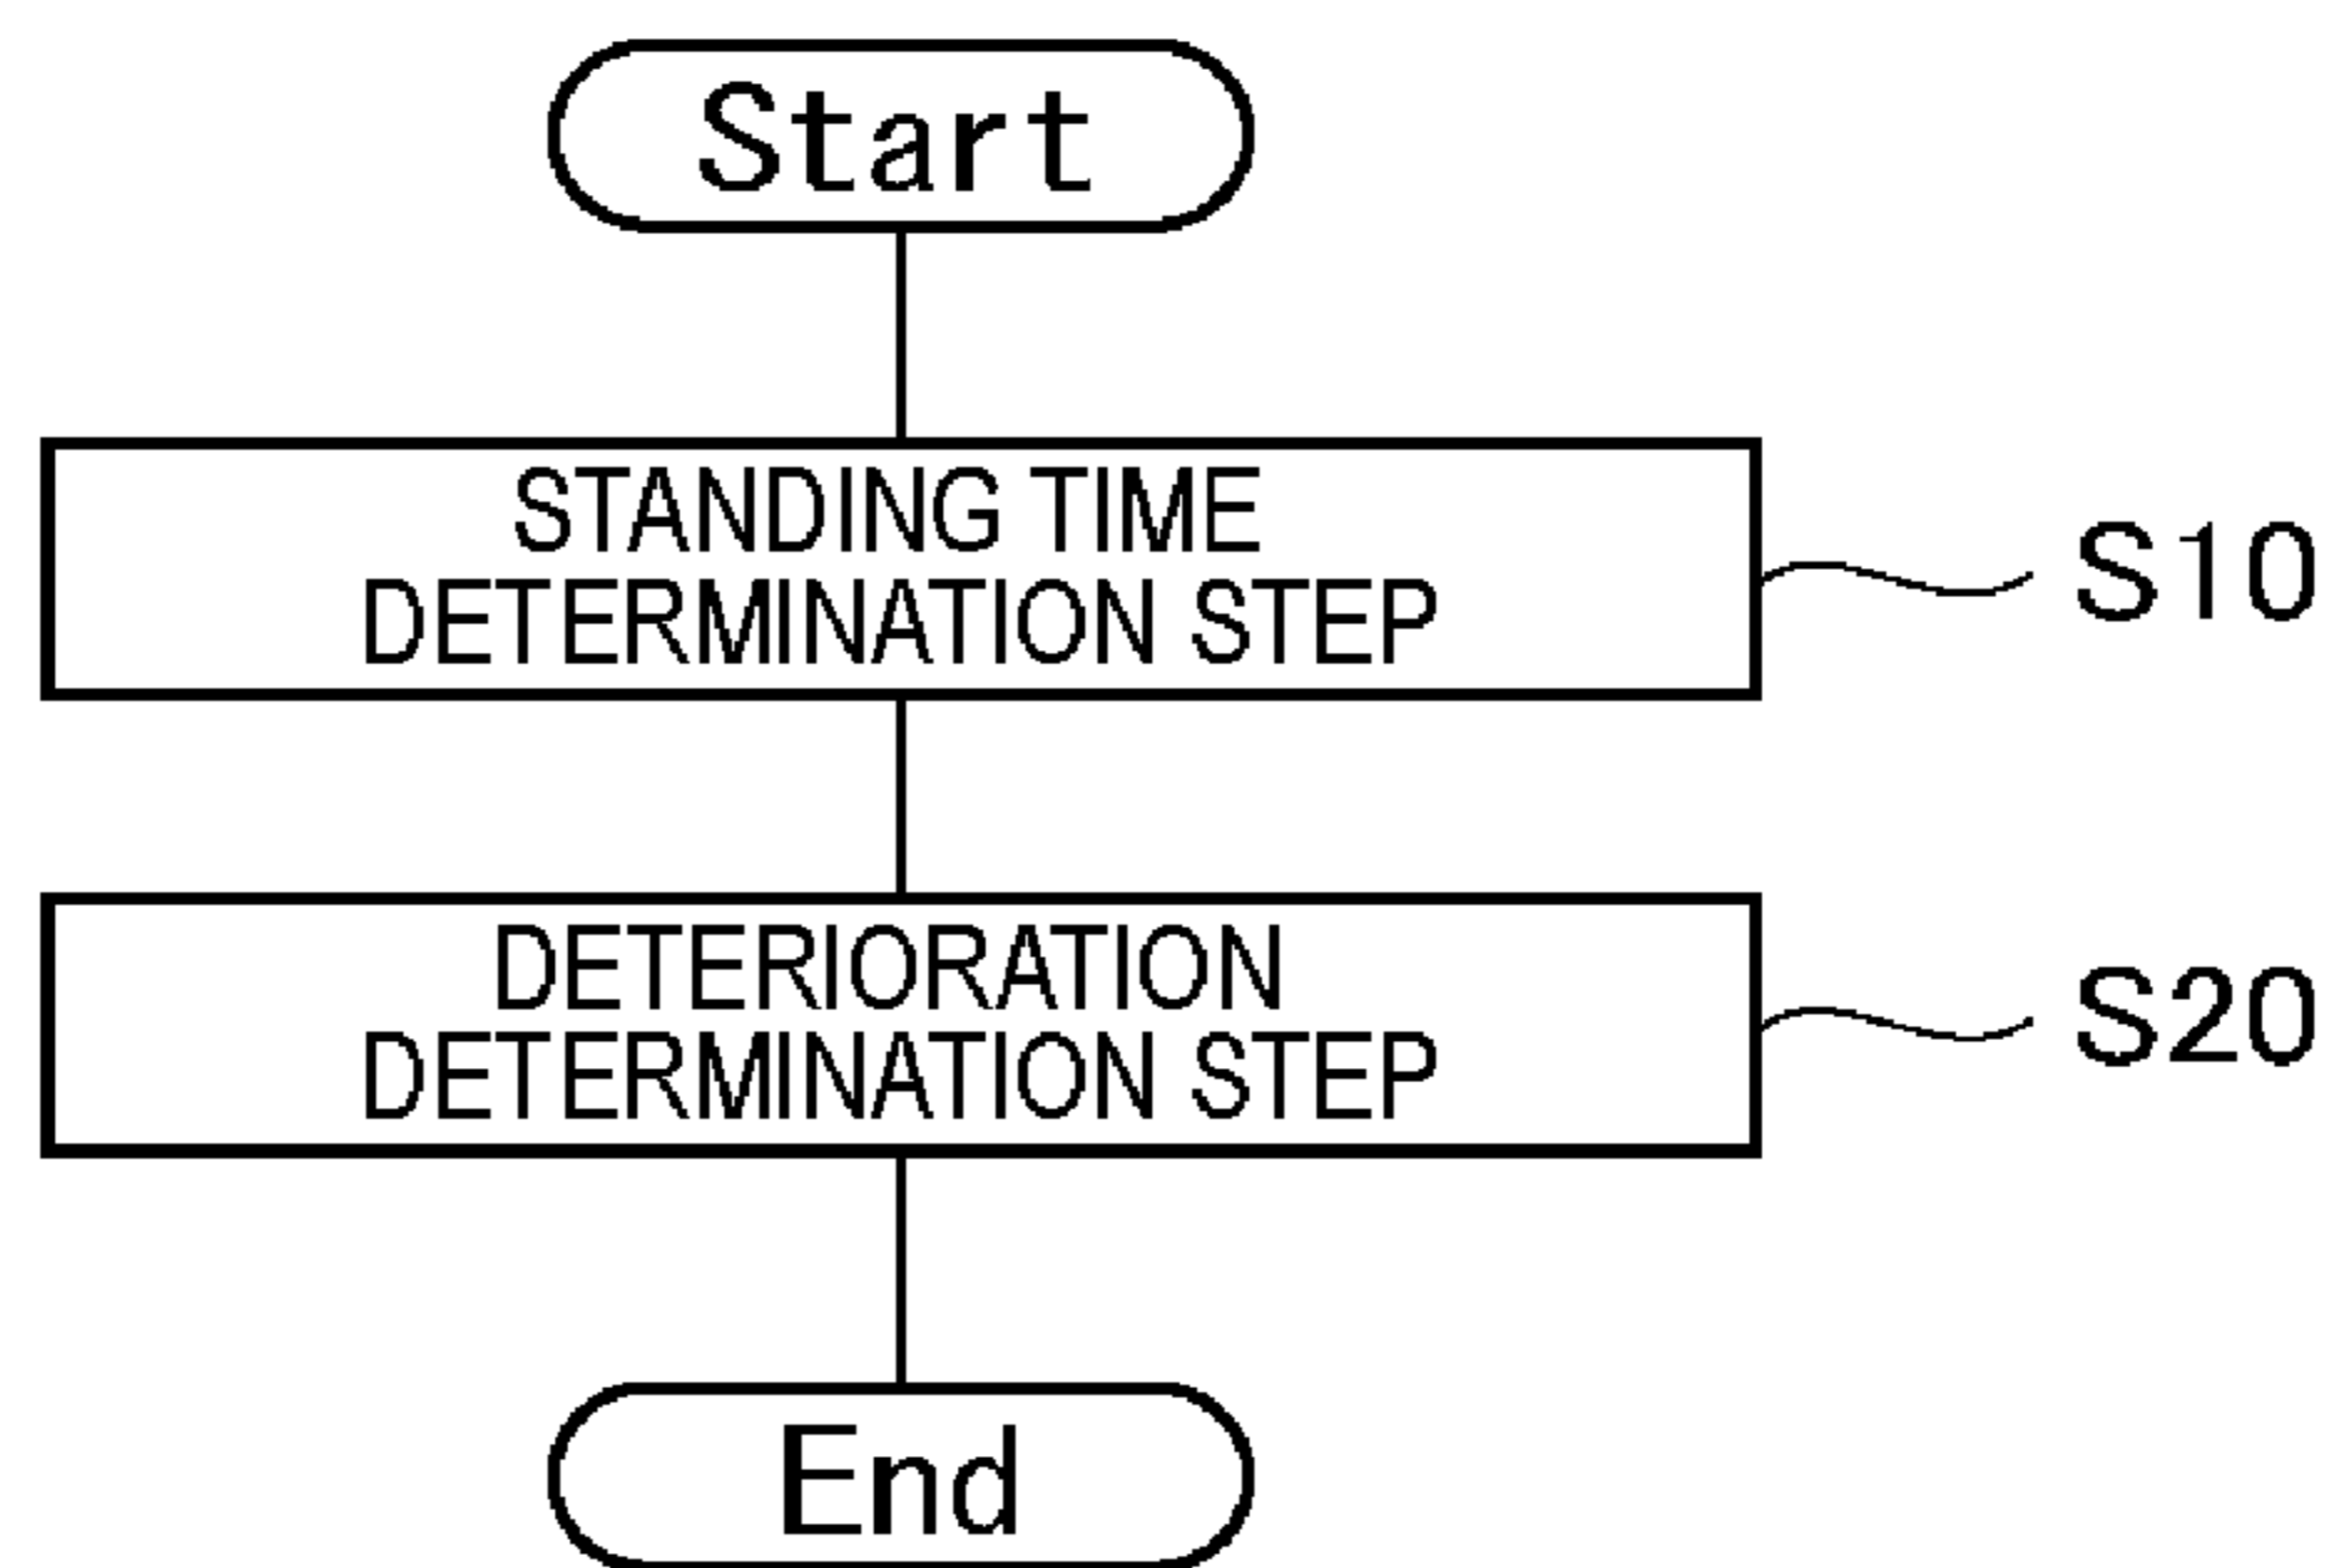 Start
STANDING TIME
DETERMINATION STEP
S10
DETERIORATION
DETERMINATION STEP
S20
End